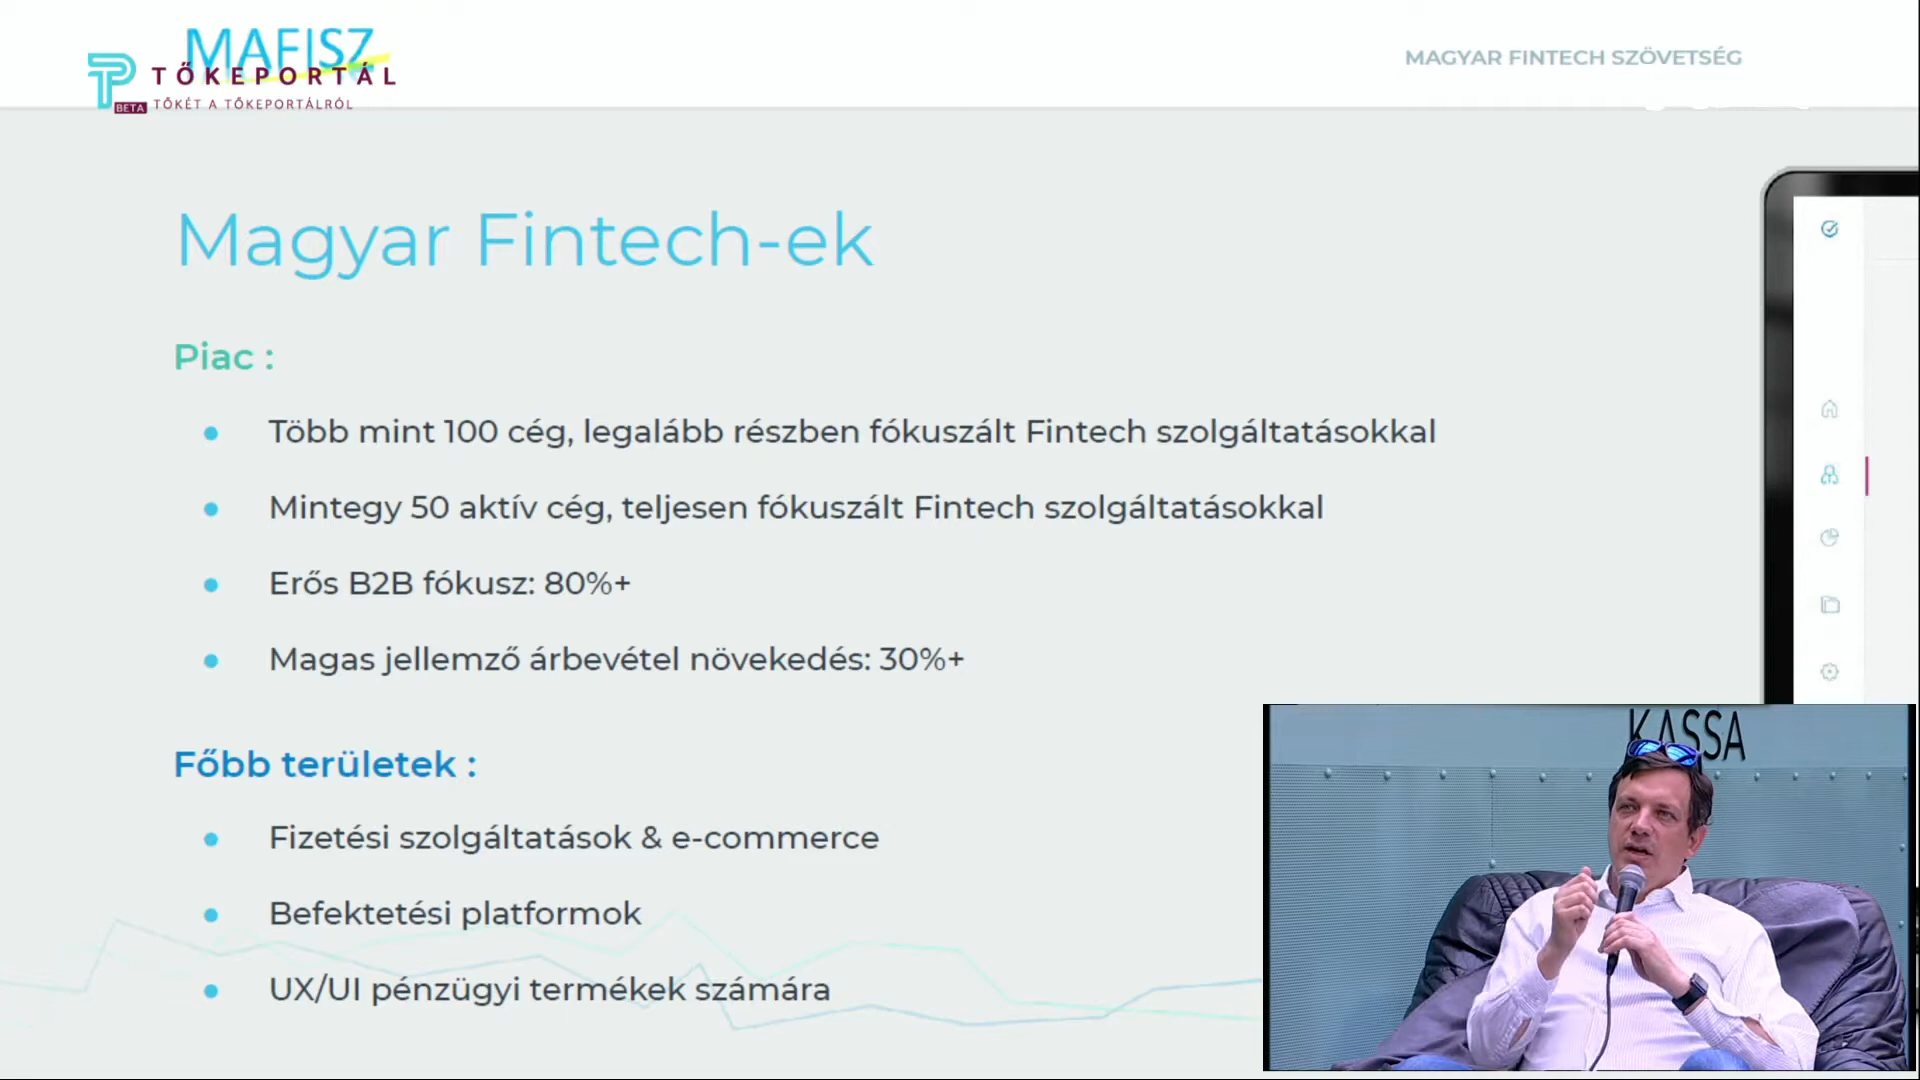 MAFISZ
TŐKEPORTÁL
BETA TŐKÉT A TŐKEPORTÁLRÓL
MAGYAR FINTECH SZÖVETSÉG
Magyar Fintech-ek
Piac :
Több mint 100 cég, legalább részben fókuszált Fintech szolgáltatásokkal
Mintegy 50 aktív cég, teljesen fókuszált Fintech szolgáltatásokkal
Erős B2B fókusz: 80%+
Magas jellemző árbevétel növekedés: 30%+
Főbb területek :
Fizetési szolgáltatások & e-commerce
Befektetési platformok
UX/UI pénzügyi termékek számára
KASSA